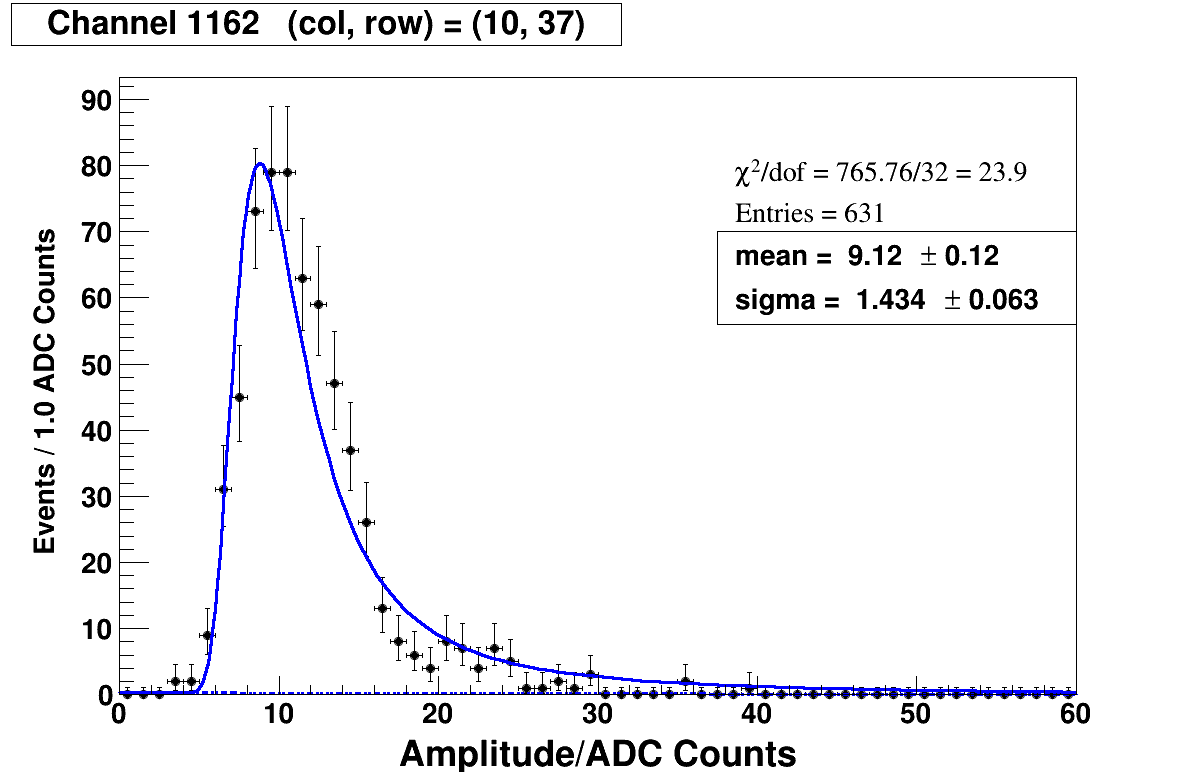 Channel 1162 (col, row) = (10, 37)
90
80
70
60
50
40
30
20
10
0
Events / 1.0 ADC Counts
χ²/dof = 765.76/32 = 23.9
Entries = 631
mean = 9.12 ± 0.12
sigma = 1.434 ± 0.063
0 10 20 30 40 50 60
Amplitude/ADC Counts